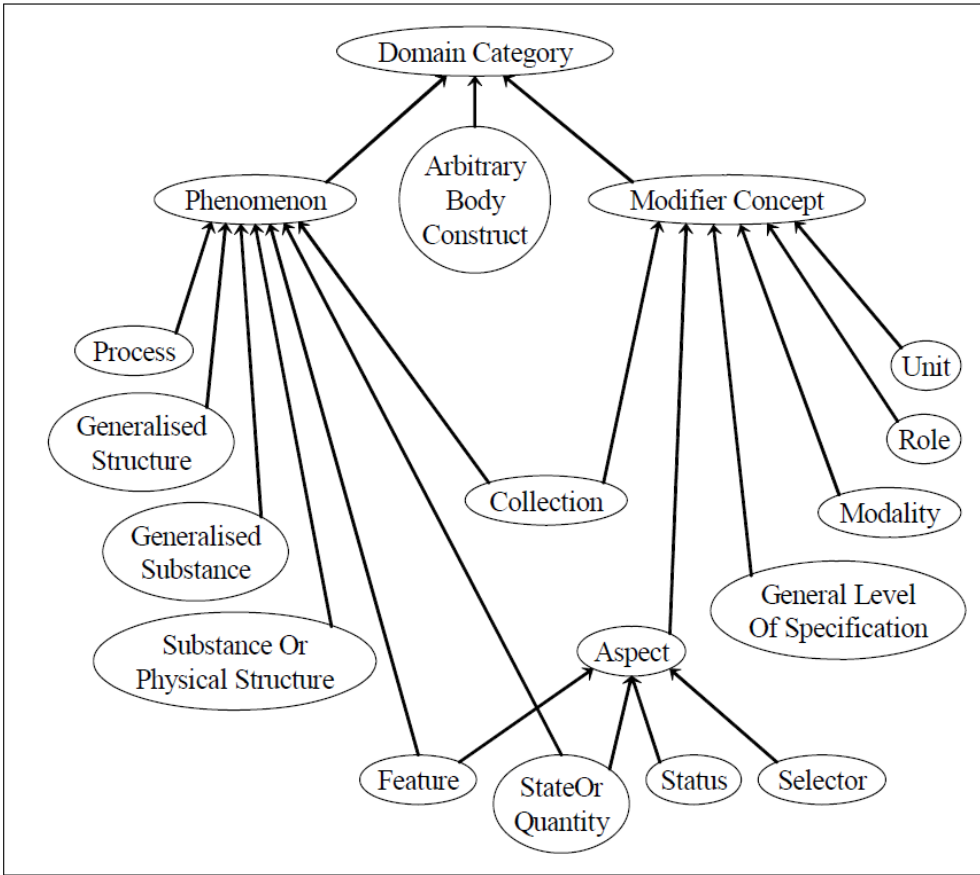 Domain Category
Arbitrary
Body
Construct
Phenomenon
Modifier Concept
Process
Unit
Generalised
Structure
Role
Collection
Modality
Generalised
Substance
General Level
Of Specification
Substance Or
Physical Structure
Aspect
Feature
StateOr
Quantity
Status
Selector